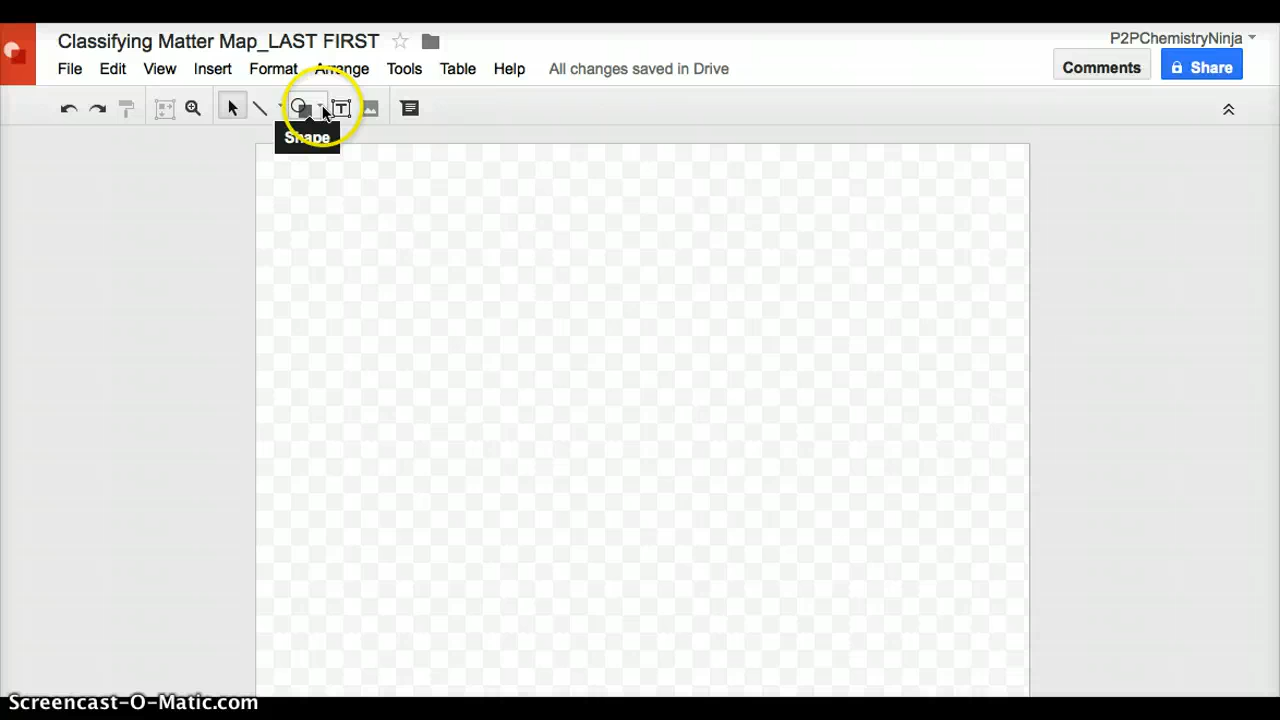 Classifying Matter Map_LAST FIRST
P2PChemistryNinja
File Edit View Insert Format Arrange Tools Table Help All changes saved in Drive
Comments
Share
T
Shape
Screencast-O-Matic.com